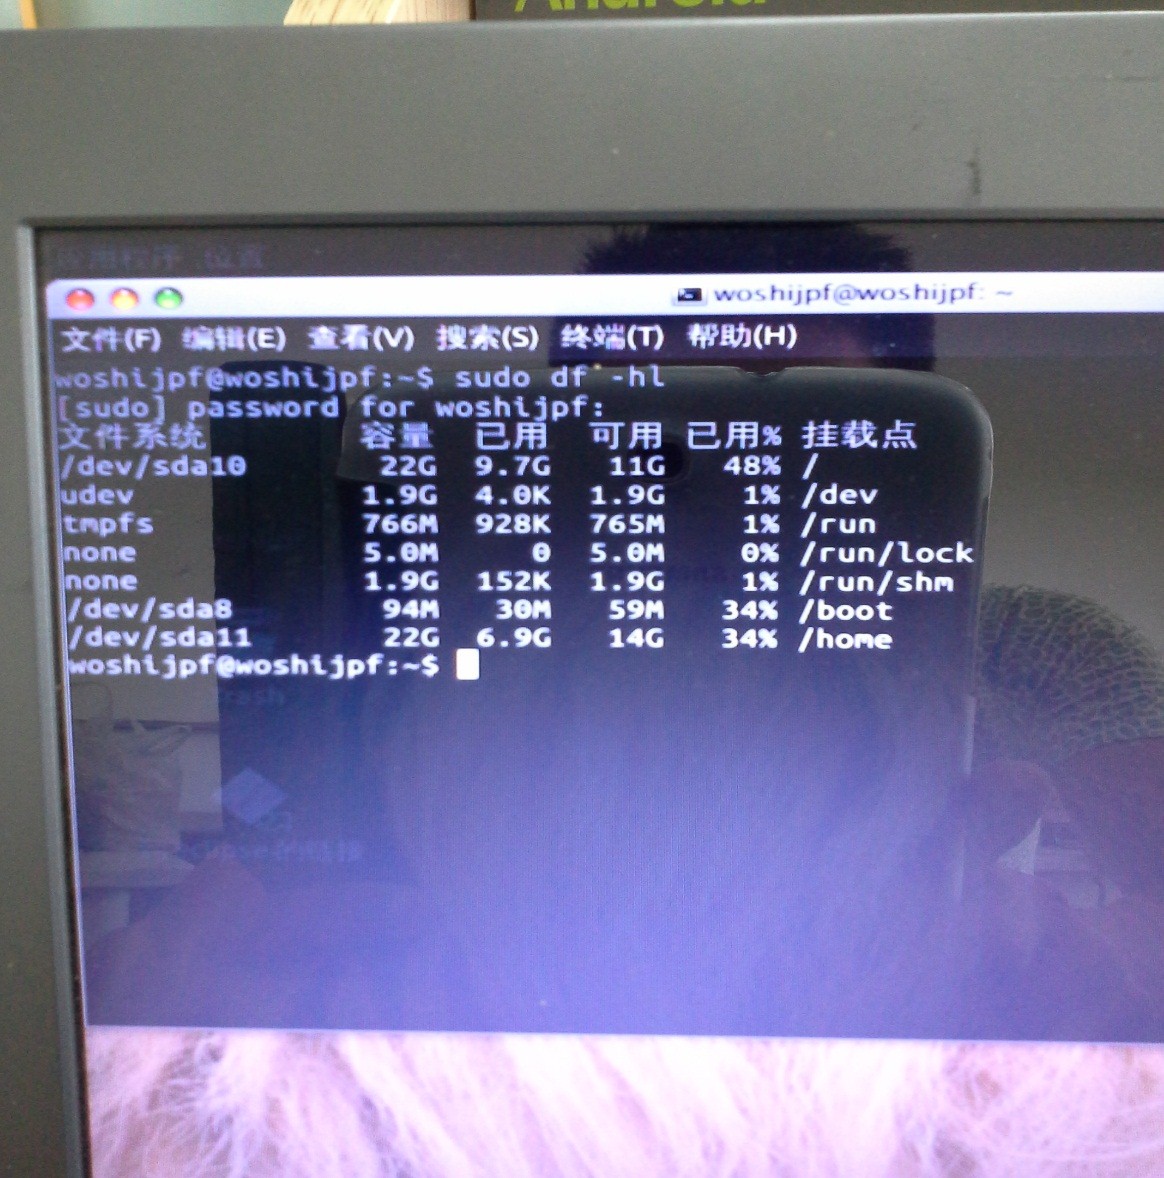 Android
应用程序 位置
woshijpf@woshijpf: ~
文件(F) 编辑(E) 查看(V) 搜索(S) 终端(T) 帮助(H)
woshijpf@woshijpf:~$ sudo df -hl
[sudo] password for woshijpf:
文件系统 容量 已用 可用 已用% 挂载点
/dev/sda10 22G 9.7G 11G 48% /
udev 1.9G 4.0K 1.9G 1% /dev
tmpfs 766M 928K 765M 1% /run
none 5.0M 0 5.0M 0% /run/lock
none 1.9G 152K 1.9G 1% /run/shm
/dev/sda8 94M 30M 59M 34% /boot
/dev/sda11 22G 6.9G 14G 34% /home
woshijpf@woshijpf:~$